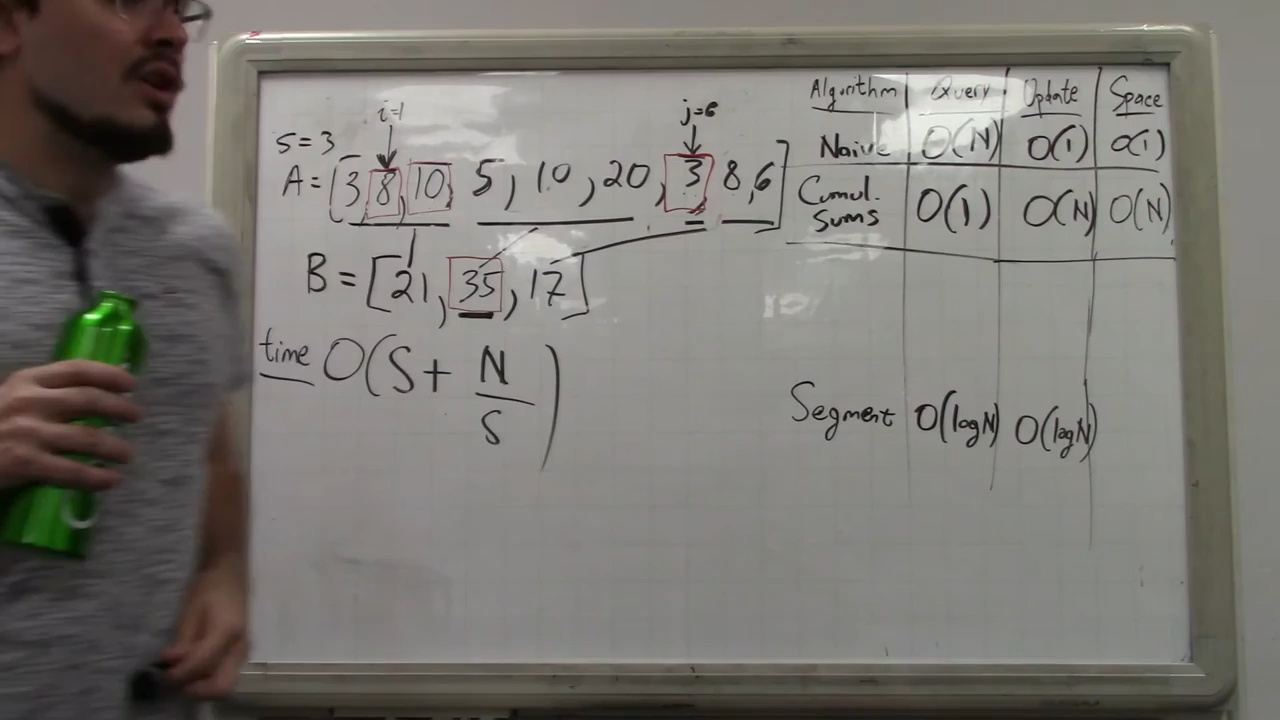 i=1
j=6
S=3
A=[3,8,10, 5, 10, 20, 3, 8, 6]
B=[21, 35, 17]
time O(S+ N/S)
Algorithm Query Update Space
Naive O(N) O(1) O(1)
Cumul. Sums O(1) O(N) O(N)
Segment O(logN) O(logN)